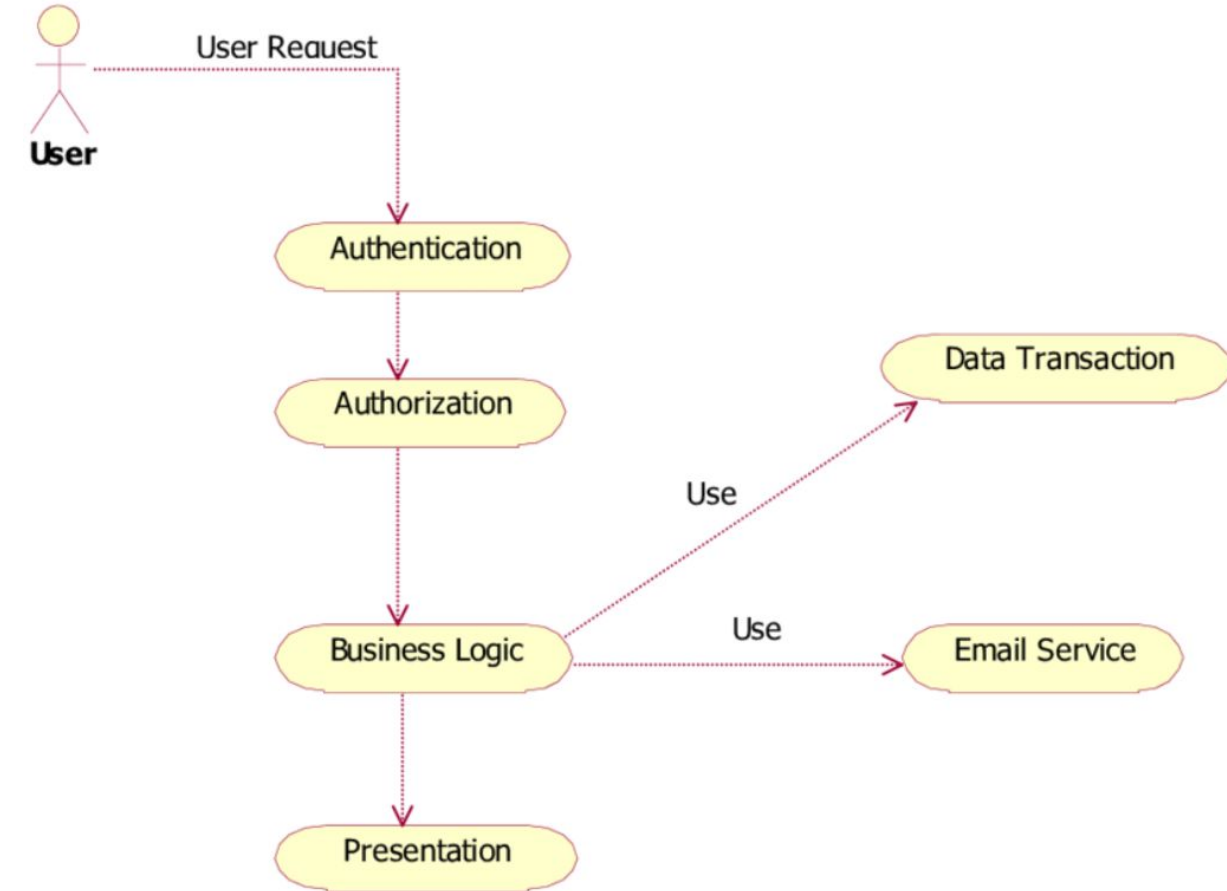 User Request
User
Authentication
Data Transaction
Authorization
Use
Use
Business Logic
Email Service
Presentation